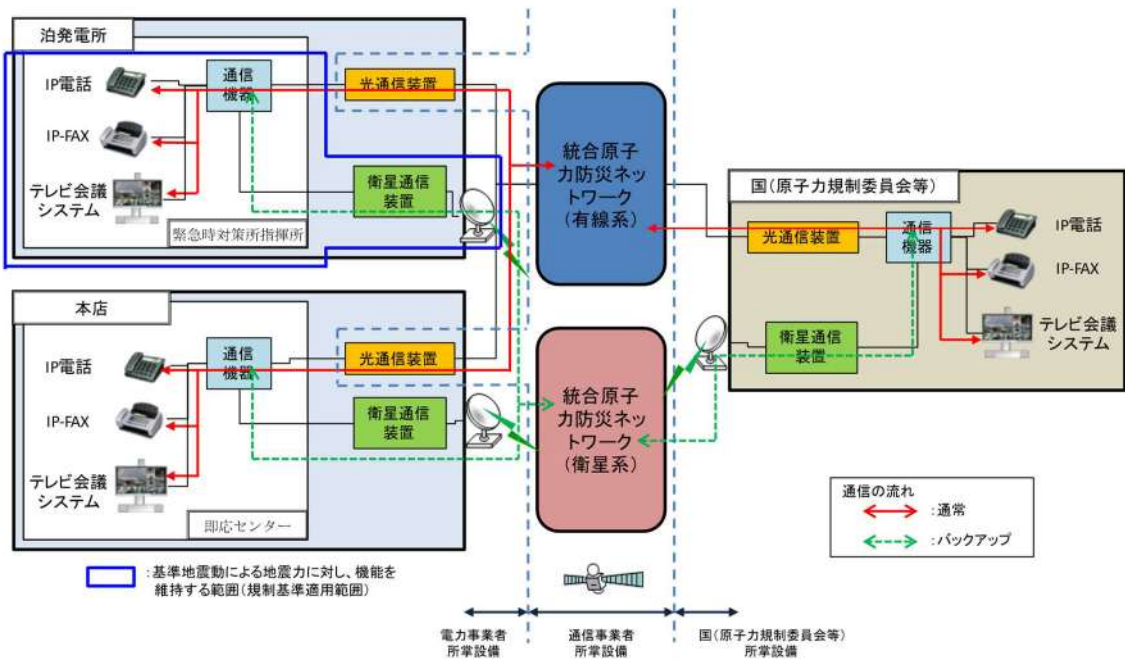 泊発電所
IP電話
IP-FAX
テレビ会議
システム
通信
機器
光通信装置
衛星通信
装置
緊急時対策所指揮所
本店
IP電話
IP-FAX
テレビ会議
システム
通信
機器
光通信装置
衛星通信
装置
即応センター
統合原子
力防災ネッ
トワーク
(有線系)
統合原子
力防災ネッ
トワーク
(衛星系)
国(原子力規制委員会等)
光通信装置
通信
機器
衛星通信
装置
IP電話
IP-FAX
テレビ会議
システム
通信の流れ
:通常
:バックアップ
:基準地震動による地震力に対し、機能を
維持する範囲(規制基準適用範囲)
電力事業者
所掌設備
通信事業者
所掌設備
国(原子力規制委員会等)
所掌設備